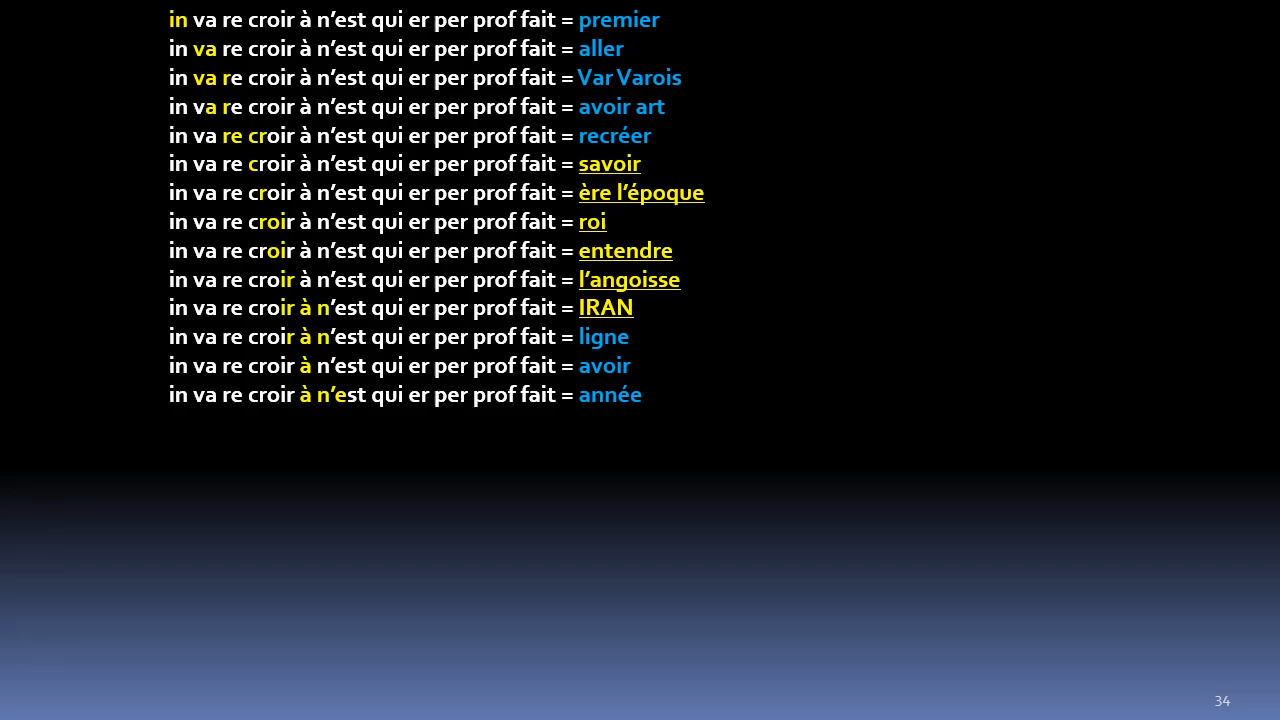 in va re croir à n’est qui er per prof fait = premier
in va re croir à n’est qui er per prof fait = aller
in va re croir à n’est qui er per prof fait = Var Varois
in va re croir à n’est qui er per prof fait = avoir art
in va re croir à n’est qui er per prof fait = recréer
in va re croir à n’est qui er per prof fait = savoir
in va re croir à n’est qui er per prof fait = ère l’époque
in va re croir à n’est qui er per prof fait = roi
in va re croir à n’est qui er per prof fait = entendre
in va re croir à n’est qui er per prof fait = l’angoisse
in va re croir à n’est qui er per prof fait = IRAN
in va re croir à n’est qui er per prof fait = ligne
in va re croir à n’est qui er per prof fait = avoir
in va re croir à n’est qui er per prof fait = année
34